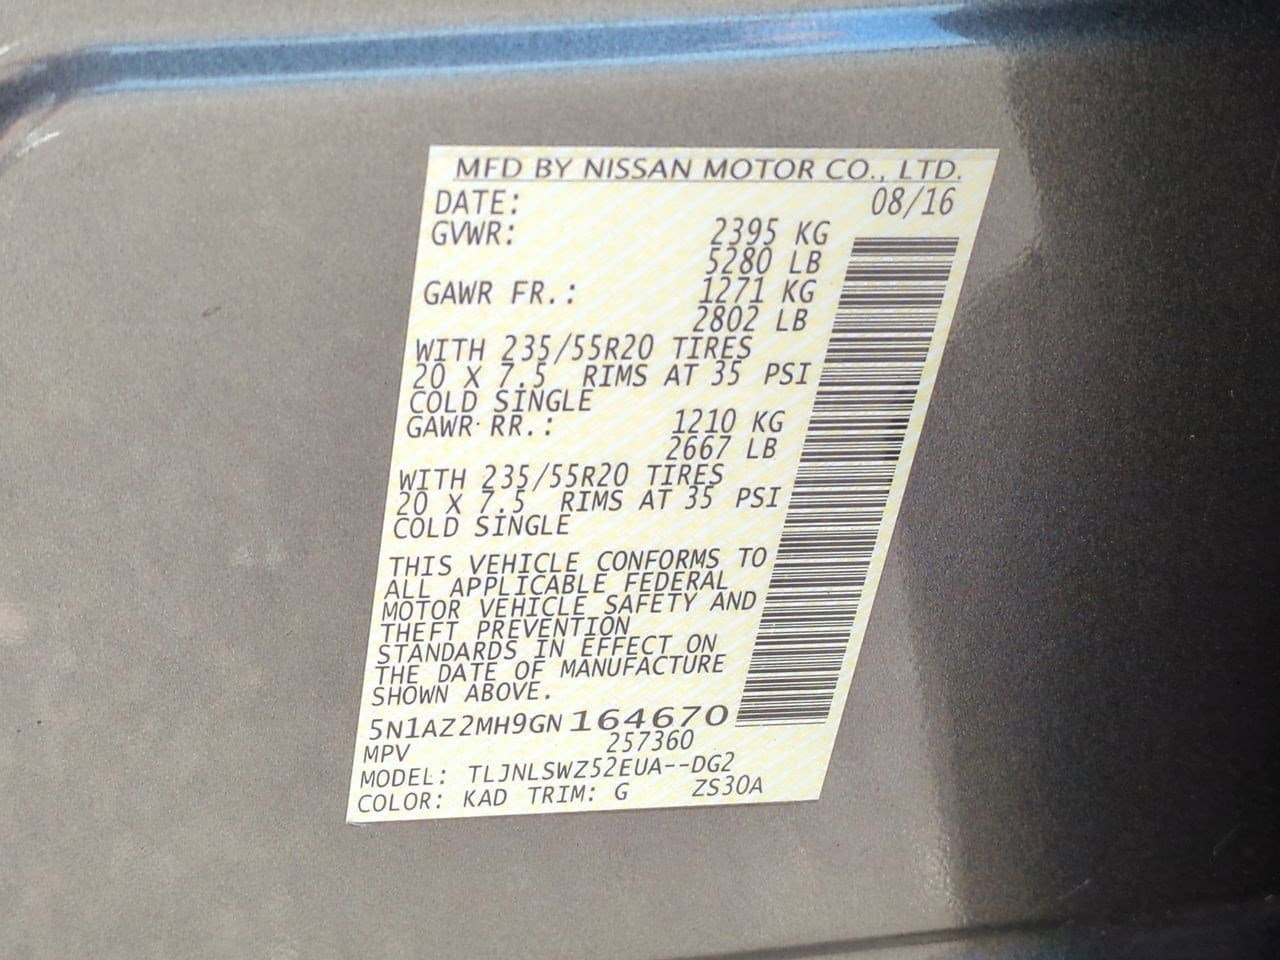 MFD BY NISSAN MOTOR CO., LTD.
DATE: 08/16
GVWR: 2395 KG
5280 LB
GAWR FR.: 1271 KG
2802 LB
WITH 235/55R20 TIRES
20 X 7.5 RIMS AT 35 PSI
COLD SINGLE
GAWR RR.: 1210 KG
2667 LB
WITH 235/55R20 TIRES
20 X 7.5 RIMS AT 35 PSI
COLD SINGLE
THIS VEHICLE CONFORMS TO
ALL APPLICABLE FEDERAL
MOTOR VEHICLE SAFETY AND
THEFT PREVENTION
STANDARDS IN EFFECT ON
THE DATE OF MANUFACTURE
SHOWN ABOVE.
5N1AZ2MH9GN164670
MPV 257360
MODEL: TLJNLSWZ52EUA--DG2
COLOR: KAD TRIM: G ZS30A